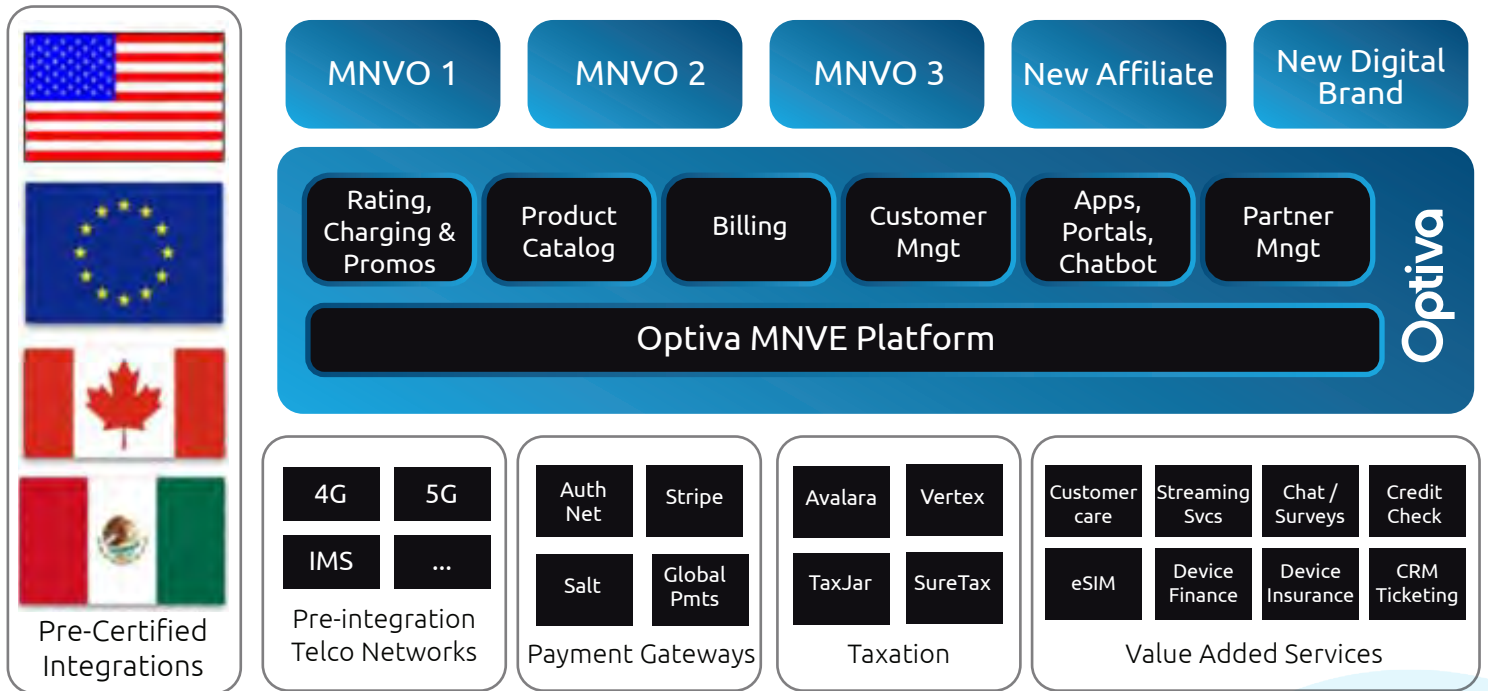 MNVO 1
MNVO 2
MNVO 3
New Affiliate
New Digital
Brand
Rating,
Charging &
Promos
Product
Catalog
Billing
Customer
Mngt
Apps,
Portals,
Chatbot
Partner
Mngt
Optiva MNVE Platform
Optiva
Pre-Certified
Integrations
4G
5G
IMS
...
Pre-integration
Telco Networks
Auth
Net
Stripe
Salt
Global
Pmts
Payment Gateways
Avalara
Vertex
TaxJar
SureTax
Taxation
Customer
care
Streaming
Svcs
Chat /
Surveys
Credit
Check
eSIM
Device
Finance
Device
Insurance
CRM
Ticketing
Value Added Services